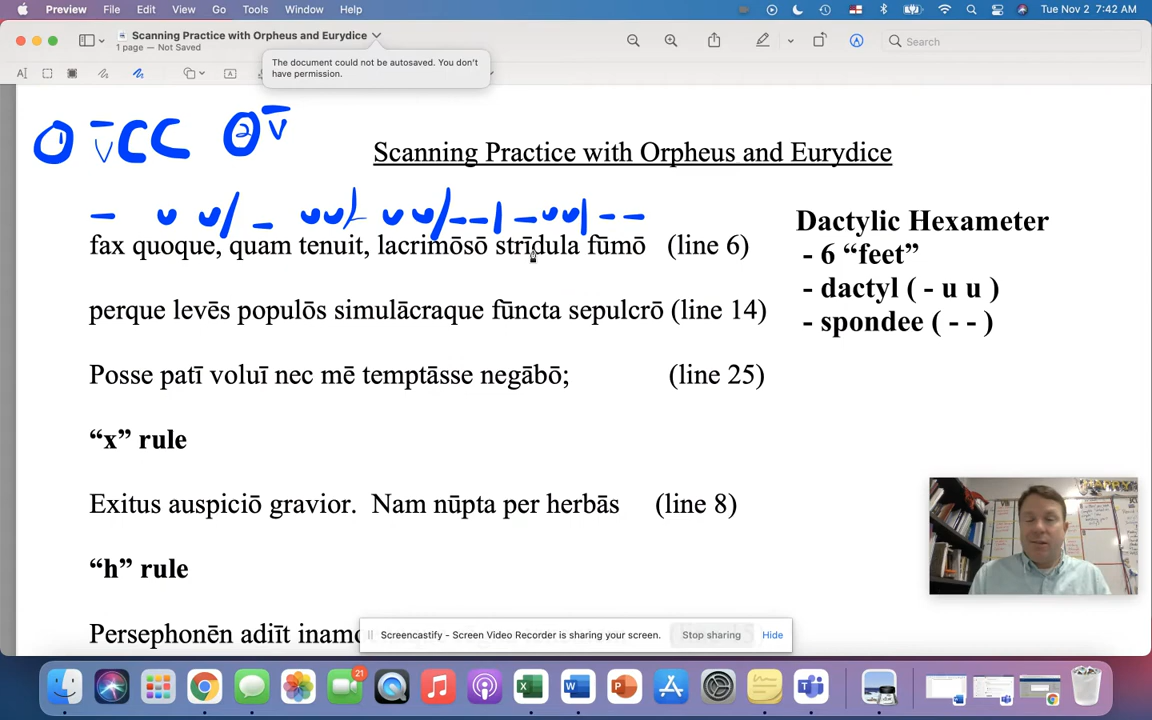 Preview File Edit View Go Tools Window Help Tue Nov 2 7:42 AM
Scanning Practice with Orpheus and Eurydice
1 page — Not Saved
Search
The document could not be autosaved. You don't
have permission.
1 V C C 2 V
Scanning Practice with Orpheus and Eurydice
– u u / – u u / – u u / – – | – u u | – –
fax quoque, quam tenuit, lacrimōsō strīdula fūmō (line 6)
perque levēs populōs simulācraque fūncta sepulcrō (line 14)
Posse patī voluī nec mē temptāsse negābō; (line 25)
“x” rule
Exitus auspiciō gravior. Nam nūpta per herbās (line 8)
“h” rule
Persephonēn adiīt
Dactylic Hexameter
- 6 “feet”
- dactyl ( - u u )
- spondee ( - - )
Screencastify - Screen Video Recorder is sharing your screen. Stop sharing Hide
21